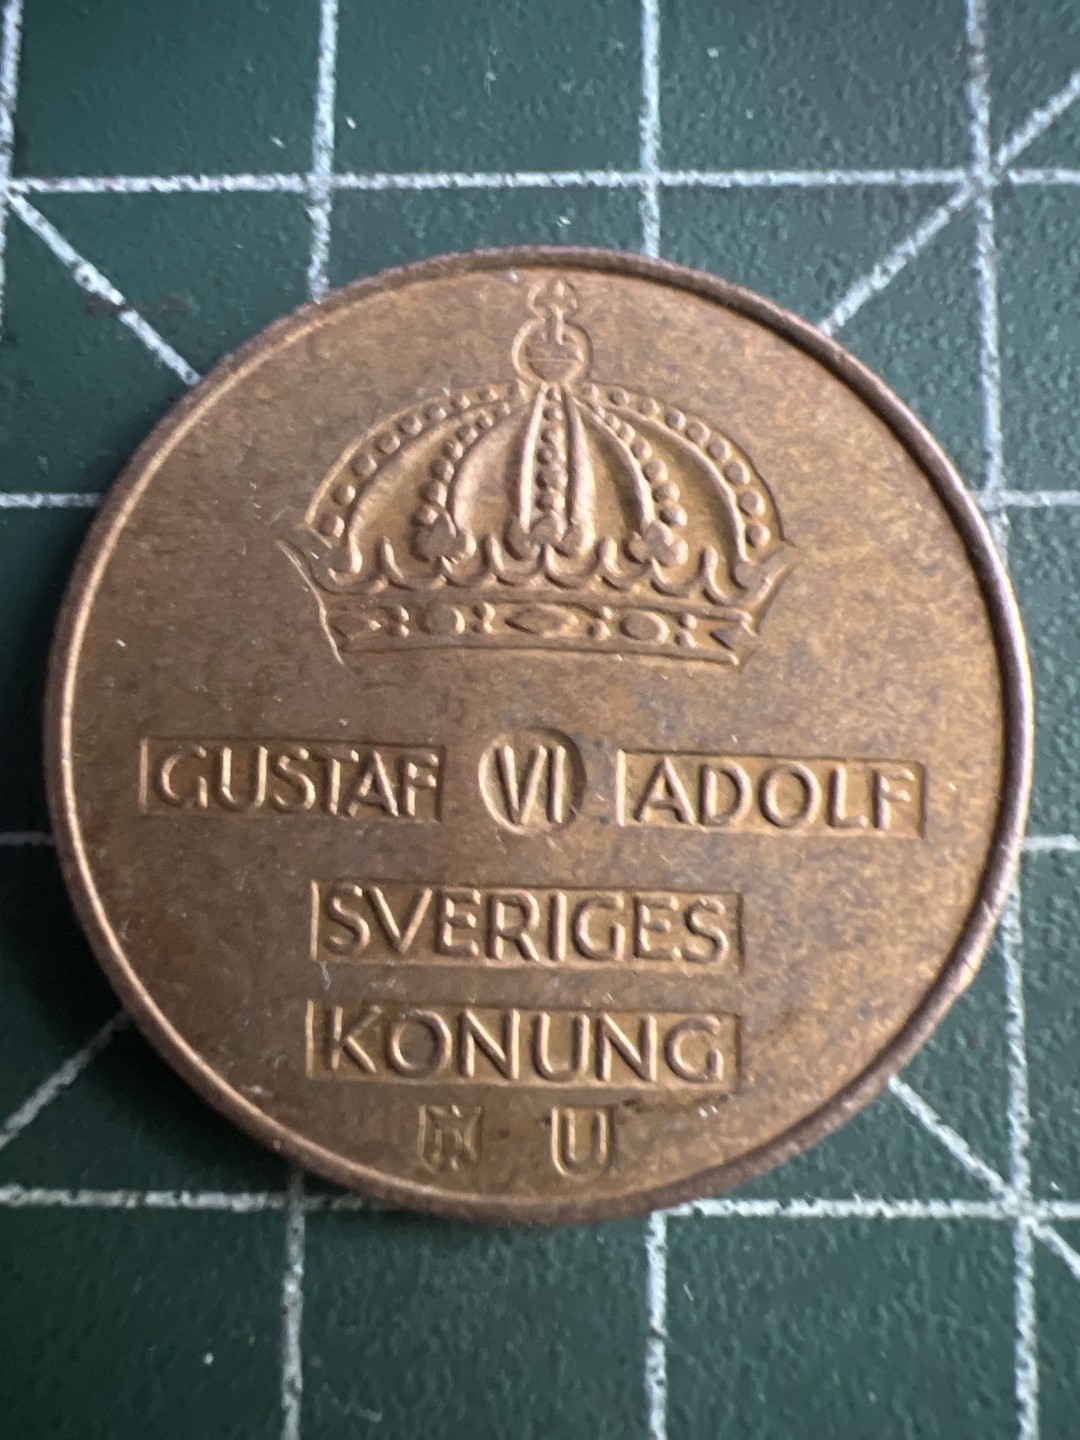 GUSTAF VI ADOLF
SVERIGES
KONUNG
U